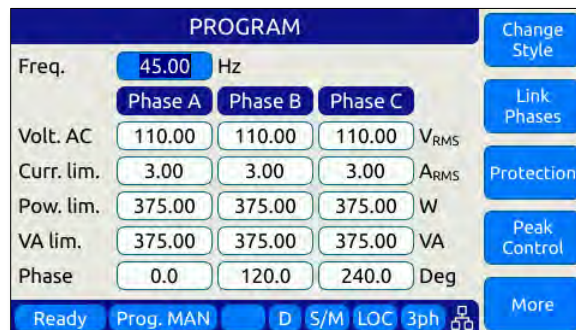 PROGRAM
Freq. 45.00 Hz
Phase A Phase B Phase C
Volt. AC 110.00 110.00 110.00 VRMS
Curr. lim. 3.00 3.00 3.00 ARMS
Pow. lim. 375.00 375.00 375.00 W
VA lim. 375.00 375.00 375.00 VA
Phase 0.0 120.0 240.0 Deg
Ready Prog. MAN D S/M LOC 3ph
Change
Style
Link
Phases
Protection
Peak
Control
More